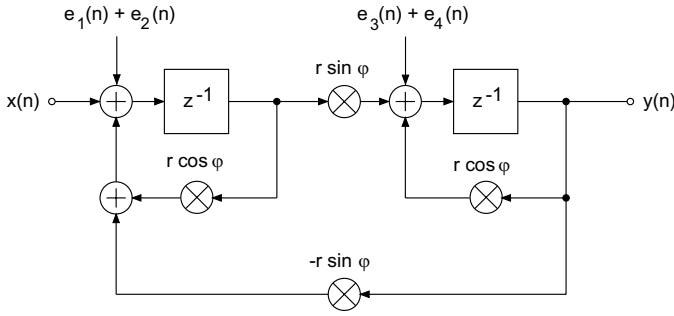 e₁(n) + e₂(n)
e₃(n) + e₄(n)
r sin φ
x(n)
+
z⁻¹
+
z⁻¹
y(n)
r cos φ
r cos φ
+
-r sin φ